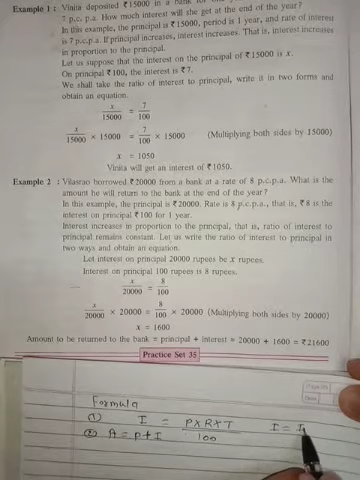 Example 1 : Vinita deposited ₹15000 in a bank for one year at
7 p.c. p.a. How much interest will she get at the end of the year?
In this example, the principal is ₹15000, period is 1 year, and rate of interest
is 7 p.c.p.a. If principal increases, interest increases. That is, interest increases
in proportion to the principal.
Let us suppose that the interest on the principal of ₹15000 is x.
On principal ₹100, the interest is ₹7.
We shall take the ratio of interest to principal, write it in two forms and
obtain an equation.
x/15000 = 7/100
x/15000 × 15000 = 7/100 × 15000 (Multiplying both sides by 15000)
x = 1050
Vinita will get an interest of ₹1050.
Example 2 : Vilasrao borrowed ₹20000 from a bank at a rate of 8 p.c.p.a. What is the
amount he will return to the bank at the end of the year?
In this example, the principal is ₹20000. Rate is 8 p.c.p.a., that is, ₹8 is the
interest on principal ₹100 for 1 year.
Interest increases in proportion to the principal, that is, ratio of interest to
principal remains constant. Let us write the ratio of interest to principal in
two ways and obtain an equation.
Let interest on principal 20000 rupees be x rupees.
Interest on principal 100 rupees is 8 rupees.
x/20000 = 8/100
x/20000 × 20000 = 8/100 × 20000 (Multiplying both sides by 20000)
x = 1600
Amount to be returned to the bank = principal + interest = 20000 + 1600 = ₹21600
Practice Set 35
Formula
① I = P×R×T/100 I = I
② A = P+I